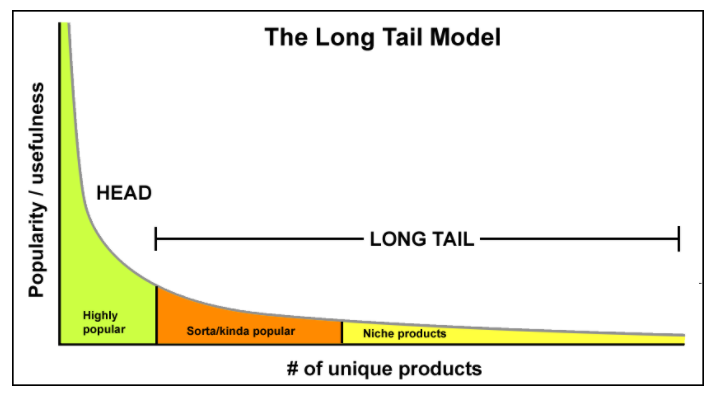 The Long Tail Model
Popularity / usefulness
HEAD
LONG TAIL
Highly
popular
Sorta/kinda popular
Niche products
# of unique products